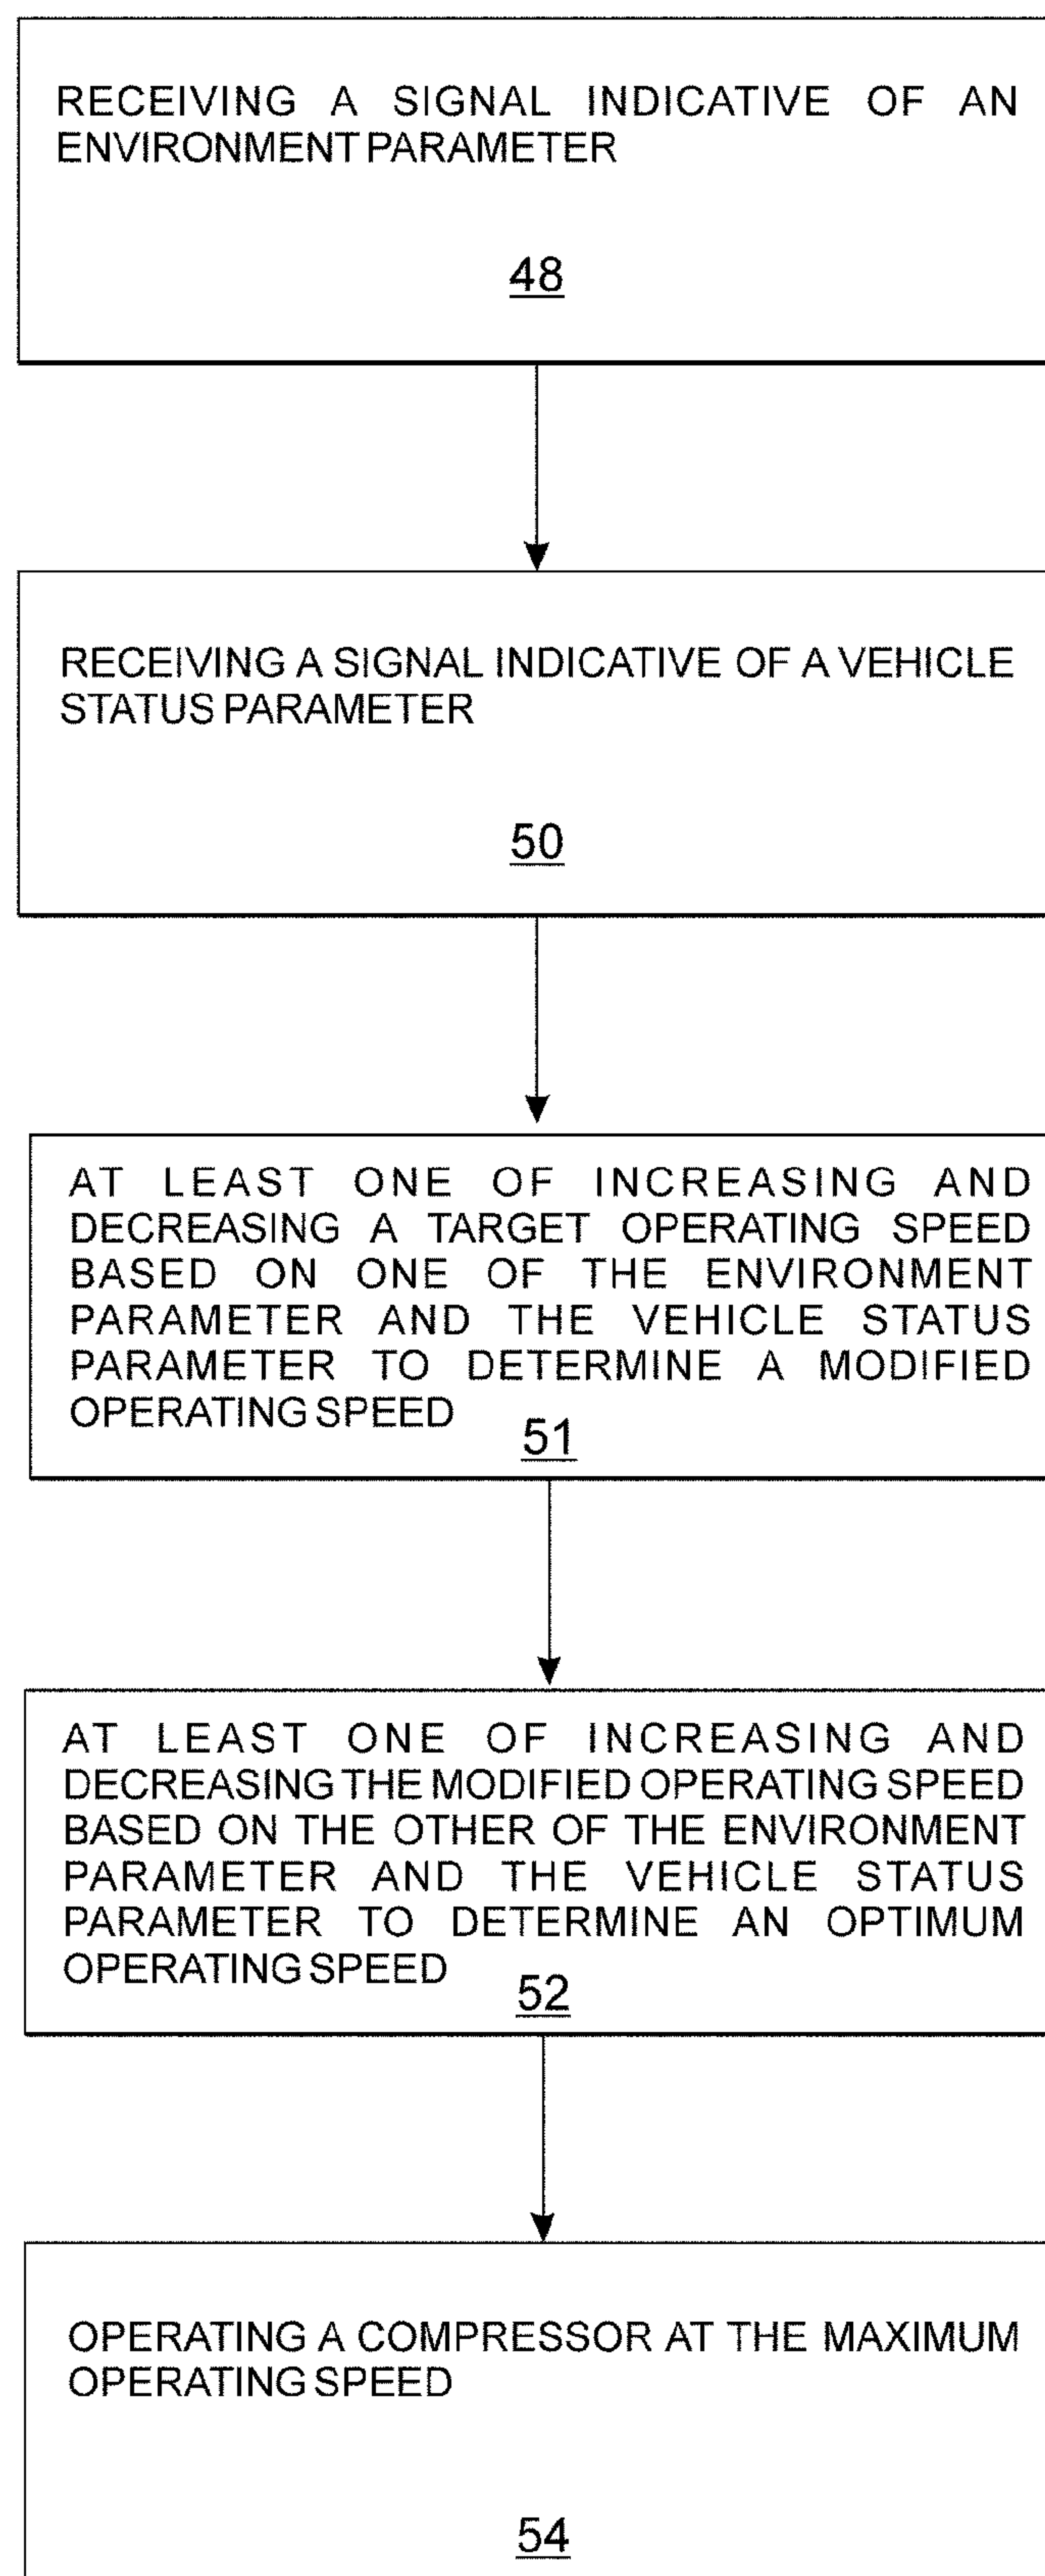 RECEIVING A SIGNAL INDICATIVE OF AN
ENVIRONMENT PARAMETER
48
RECEIVING A SIGNAL INDICATIVE OF A VEHICLE
STATUS PARAMETER
50
AT LEAST ONE OF INCREASING AND
DECREASING A TARGET OPERATING SPEED
BASED ON ONE OF THE ENVIRONMENT
PARAMETER AND THE VEHICLE STATUS
PARAMETER TO DETERMINE A MODIFIED
OPERATING SPEED
51
AT LEAST ONE OF INCREASING AND
DECREASING THE MODIFIED OPERATING SPEED
BASED ON THE OTHER OF THE ENVIRONMENT
PARAMETER AND THE VEHICLE STATUS
PARAMETER TO DETERMINE AN OPTIMUM
OPERATING SPEED
52
OPERATING A COMPRESSOR AT THE MAXIMUM
OPERATING SPEED
54